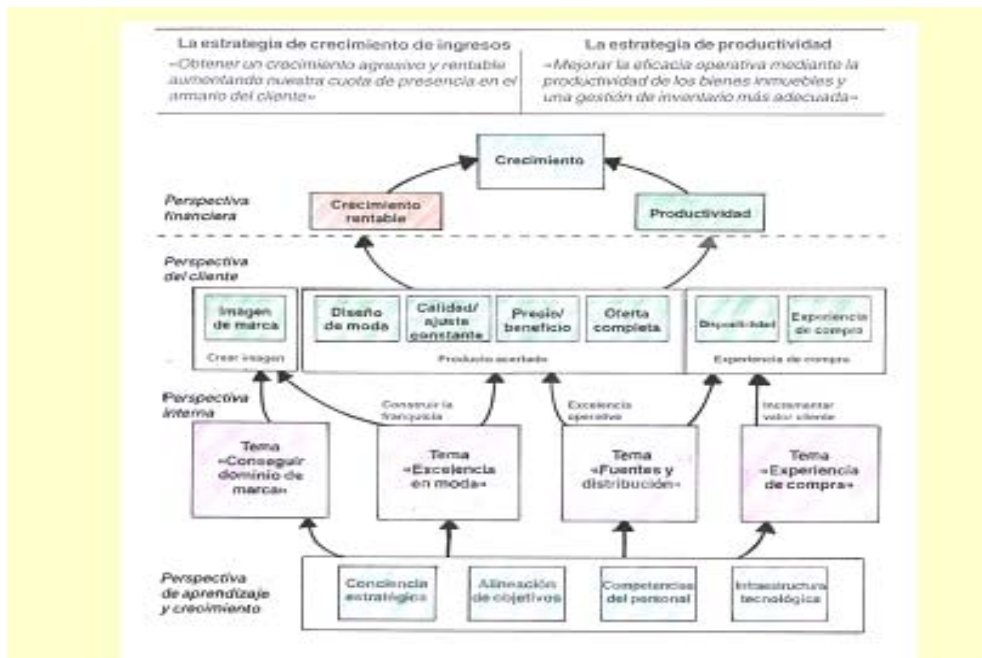 La estrategia de crecimiento de ingresos
«Obtener un crecimiento agresivo y rentable
aumentando nuestra cuota de presencia en el
armario del cliente»
La estrategia de productividad
«Mejorar la eficacia operativa mediante la
productividad de los bienes inmuebles y
una gestión de inventario más adecuada»
Crecimiento
Perspectiva
financiera
Crecimiento
rentable
Productividad
Perspectiva
del cliente
Imagen
de marca
Crear imagen
Diseño
de moda
Calidad/
ajuste
constante
Precio/
beneficio
Oferta
completa
Producto acertado
Disponibilidad
Experiencia
de compra
Experiencia de compra
Perspectiva
interna
Construir la
franquicia
Excelencia
operativa
Incrementar
valor cliente
Tema
«Conseguir
dominio de
marca»
Tema
«Excelencia
en moda»
Tema
«Fuentes y
distribución»
Tema
«Experiencia
de compra»
Perspectiva
de aprendizaje
y crecimiento
Conciencia
estratégica
Alineación
de objetivos
Competencias
del personal
Infraestructura
tecnológica